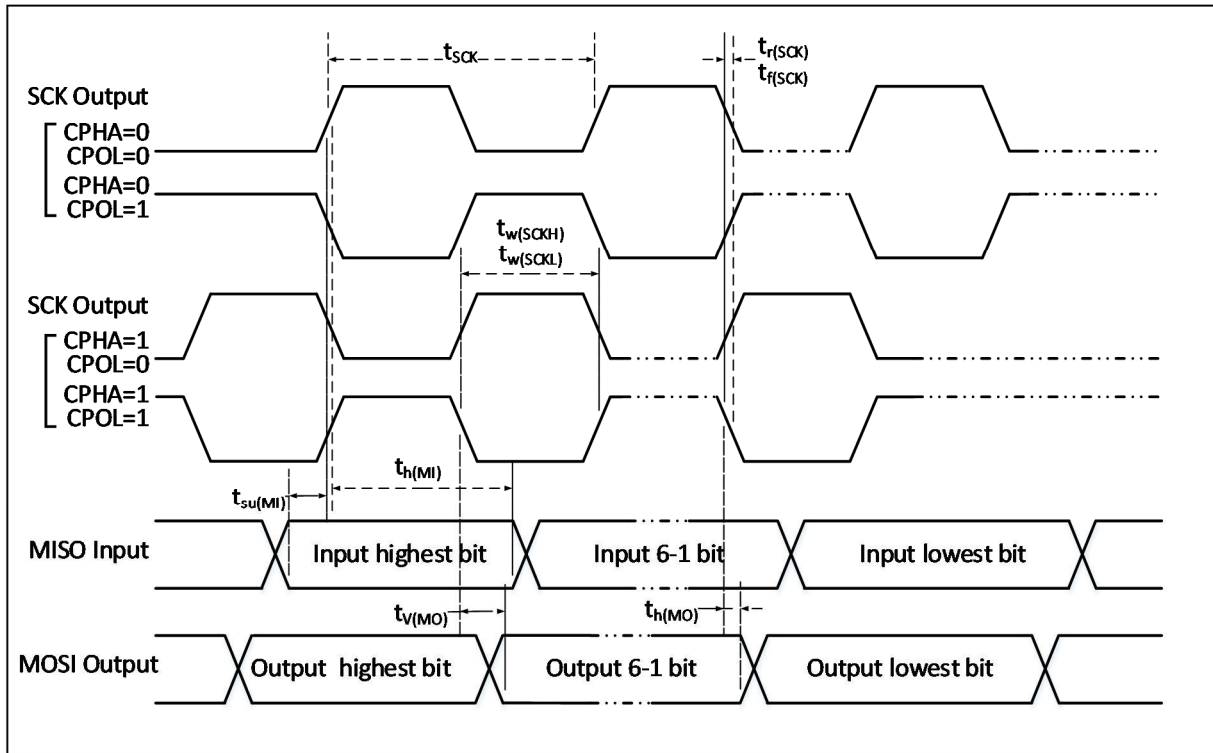 tSCK
tr(SCK)
tf(SCK)
SCK Output
CPHA=0
CPOL=0
CPHA=0
CPOL=1
tw(SCKH)
tw(SCKL)
SCK Output
CPHA=1
CPOL=0
CPHA=1
CPOL=1
th(MI)
tsu(MI)
MISO Input
Input highest bit
Input 6-1 bit
Input lowest bit
tV(MO)
th(MO)
MOSI Output
Output highest bit
Output 6-1 bit
Output lowest bit